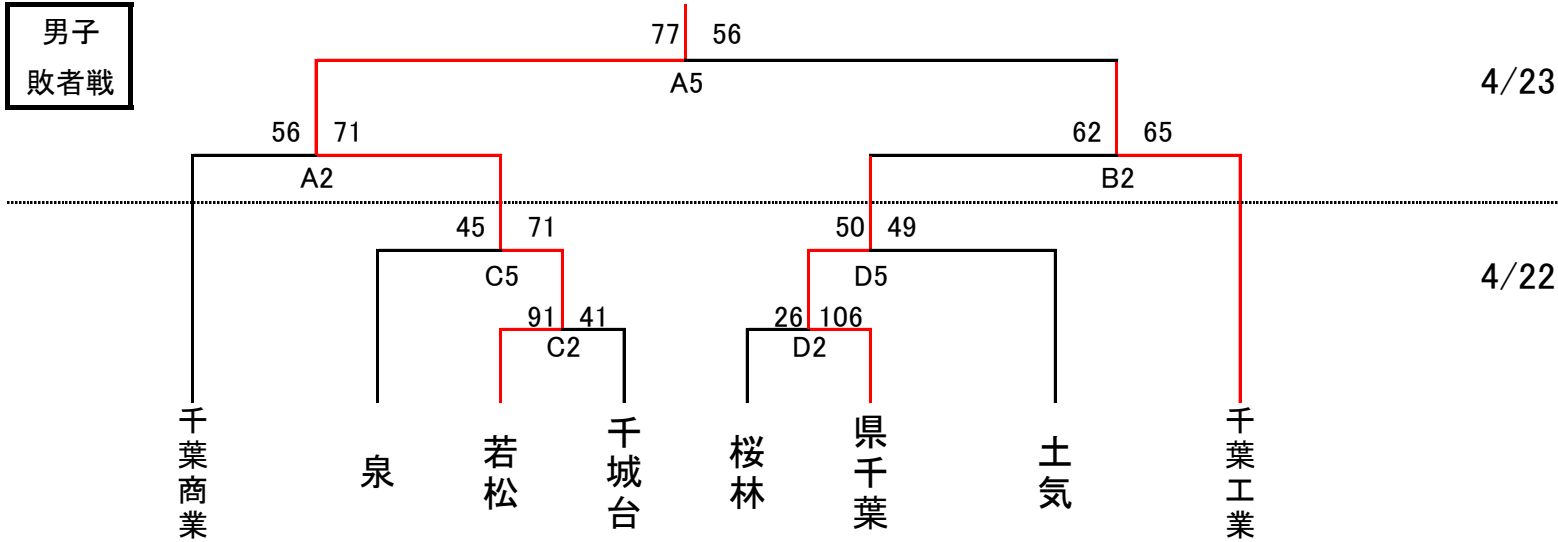 男子
敗者戦
77 56
A5
4/23
56 71
62 65
A2
B2
45 71
50 49
C5
D5
4/22
91 41
26 106
C2
D2
千葉商業
泉
若松
千城台
桜林
県千葉
土気
千葉工業